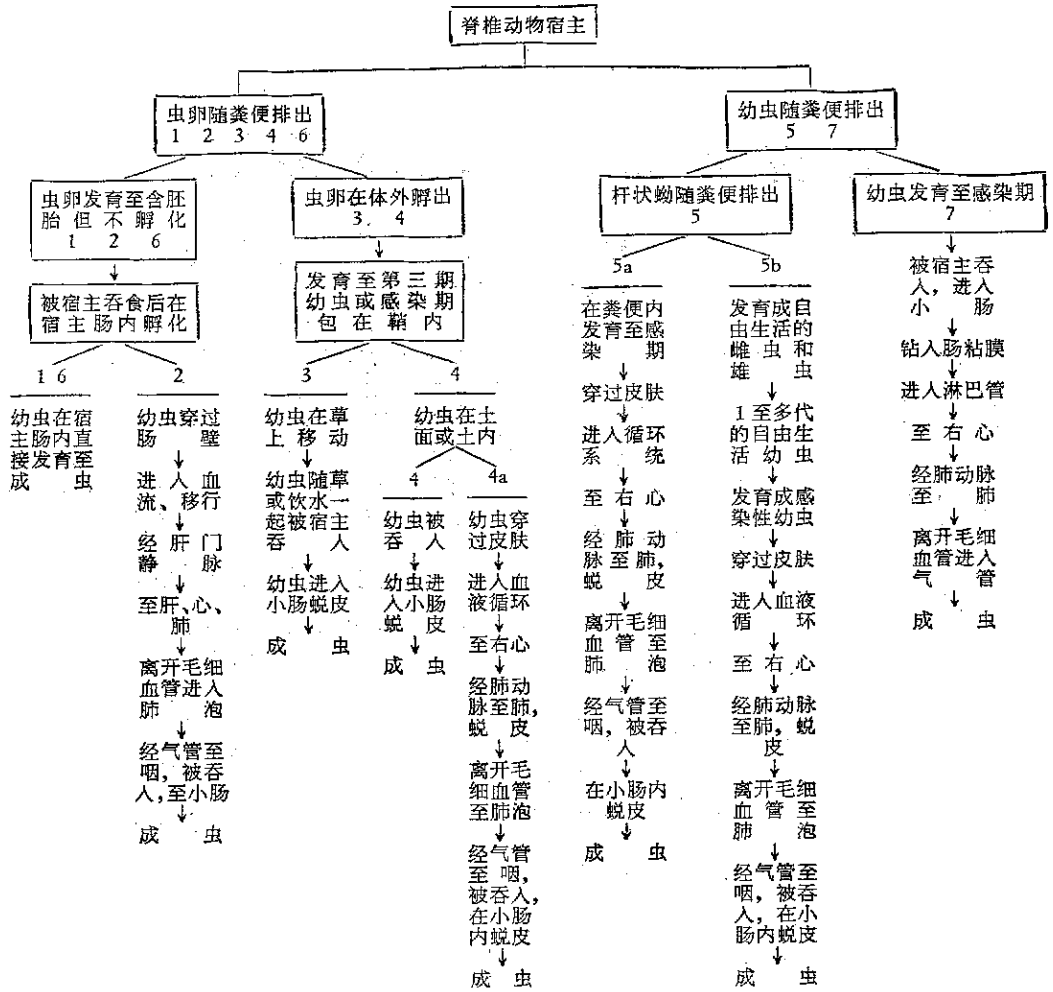 脊椎动物宿主
虫卵随粪便排出
1 2 3 4 6
虫卵发育至含胚
胎但不孵化
1 2 6
被宿主吞食后在
宿主肠内孵化
1 6
幼虫在宿
主肠内直
接发育至
成虫
2
幼虫穿过
肠壁
进入血
流、移行
经肝门
静脉
至肝、心、
肺
离开毛细
血管进入
肺泡
经气管至
咽,被吞
入,至小肠
成虫
虫卵在体外孵出
3 4
发育至第三期
幼虫或感染期
包在鞘内
3
幼虫在草
上移动
幼虫随草
或饮水一
起被宿主
吞入
幼虫进入
小肠蜕皮
成虫
4
幼虫在土
面或土内
4
幼虫被
吞入
幼虫进
入小肠
蜕皮
成虫
4a
幼虫穿
过皮肤
进入血
液循环
至右心
经肺动
脉至肺,
蜕皮
离开毛
细血管
至肺泡
经气管
至咽,
被吞入,
在小肠
内蜕皮
成虫
幼虫随粪便排出
5 7
杆状蚴随粪便排出
5
5a
在粪便内
发育至感
染期
穿过皮肤
进入循环
系统
至右心
经肺动
脉至肺,
蜕皮
离开毛细
血管至
肺泡
经气管至
咽,被吞
入
在小肠内
蜕皮
成虫
5b
发育成自
由生活的
雌虫和
雄虫
1至多代
的自由生
活幼虫
发育成感
染性幼虫
穿过皮肤
进入血液
循环
至右心
经肺动脉
至肺,蜕
皮
离开毛细
血管至
肺泡
经气管至
咽,被吞
入,在小
肠内蜕皮
成虫
幼虫发育至感染期
7
被宿主吞
入,进入
小肠
钻入肠粘膜
进入淋巴管
至右心
经肺动脉
至肺
离开毛细
血管进入
气管
成虫